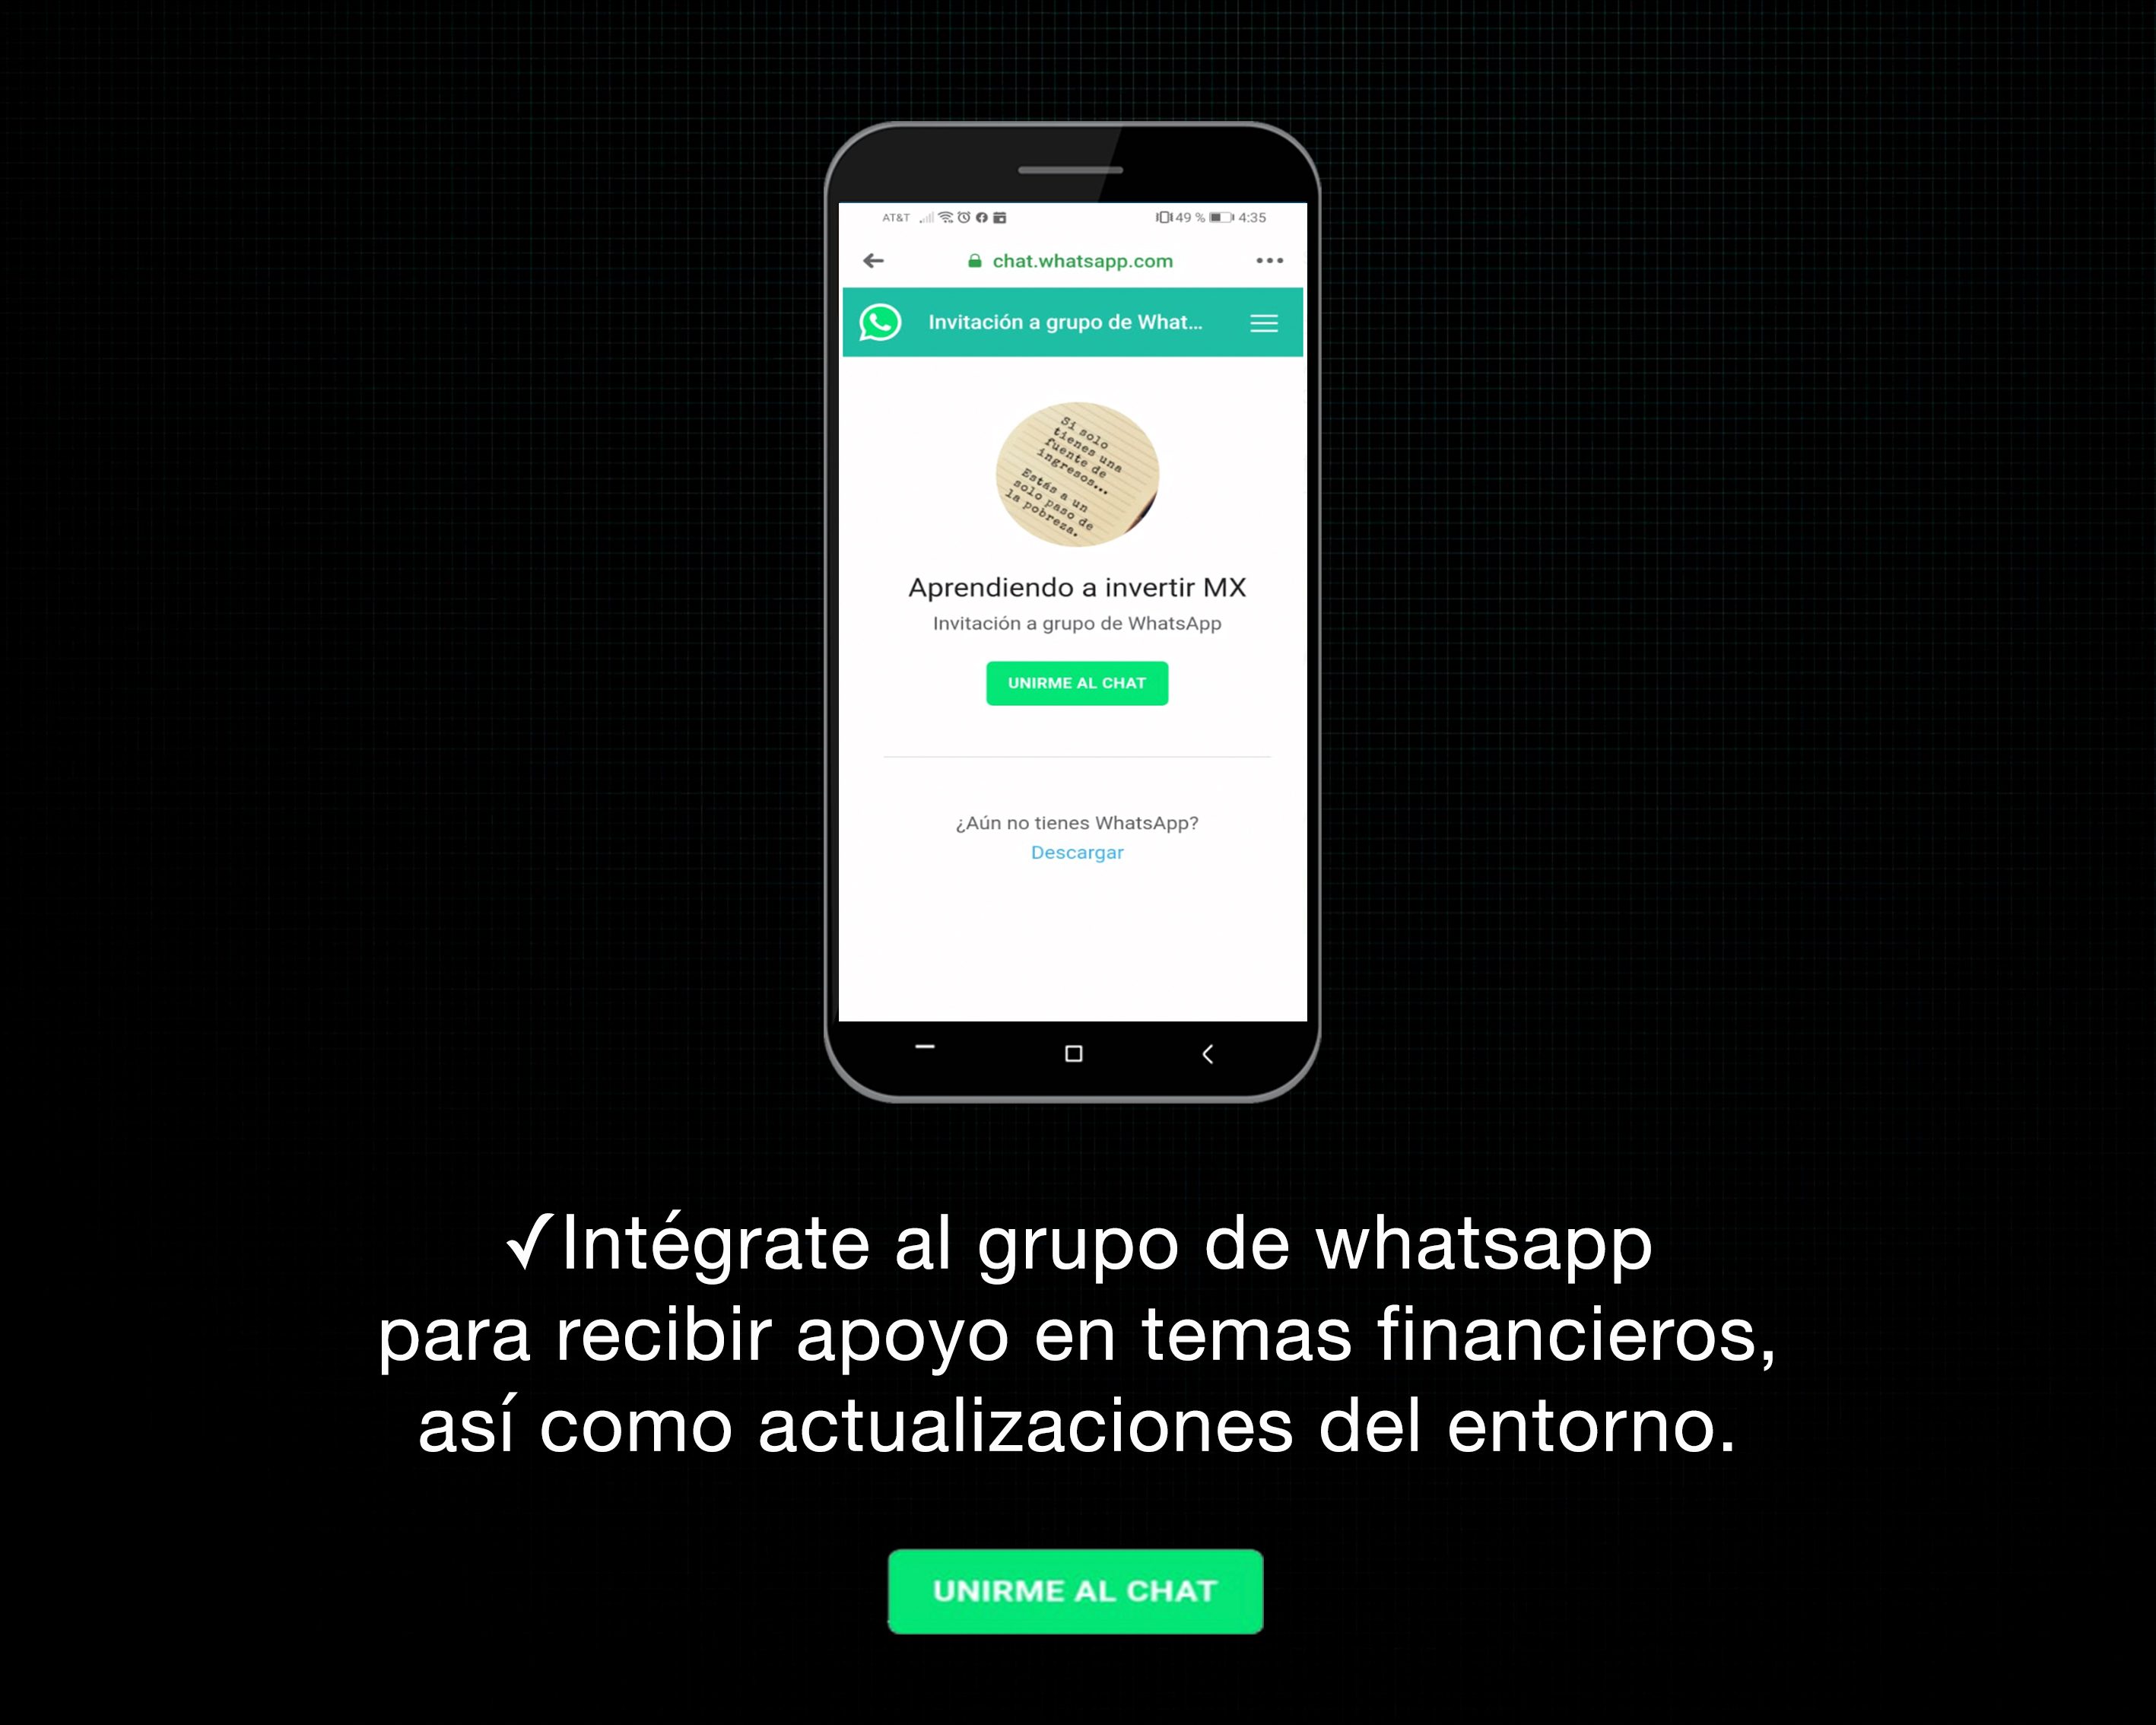 AT&T 49 % 4:35
chat.whatsapp.com
Invitación a grupo de What...
Si solo
tienes una
fuente de
ingresos...
Estás a un
solo paso de
la pobreza.
Aprendiendo a invertir MX
Invitación a grupo de WhatsApp
UNIRME AL CHAT
¿Aún no tienes WhatsApp?
Descargar
✓Intégrate al grupo de whatsapp
para recibir apoyo en temas financieros,
así como actualizaciones del entorno.
UNIRME AL CHAT